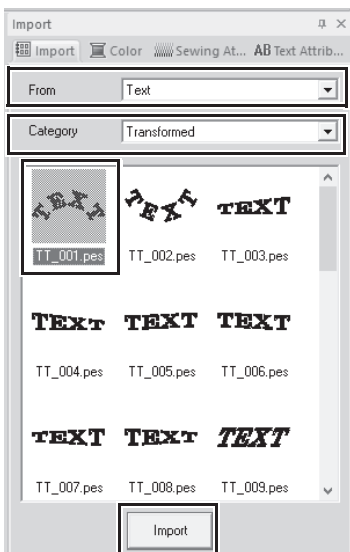 Import
Import Color Sewing At... AB Text Attrib...
From Text
Category Transformed
TEXT TEXT TEXT
TT_001.pes TT_002.pes TT_003.pes
TEXT TEXT TEXT
TT_004.pes TT_005.pes TT_006.pes
TEXT TEXT TEXT
TT_007.pes TT_008.pes TT_009.pes
Import